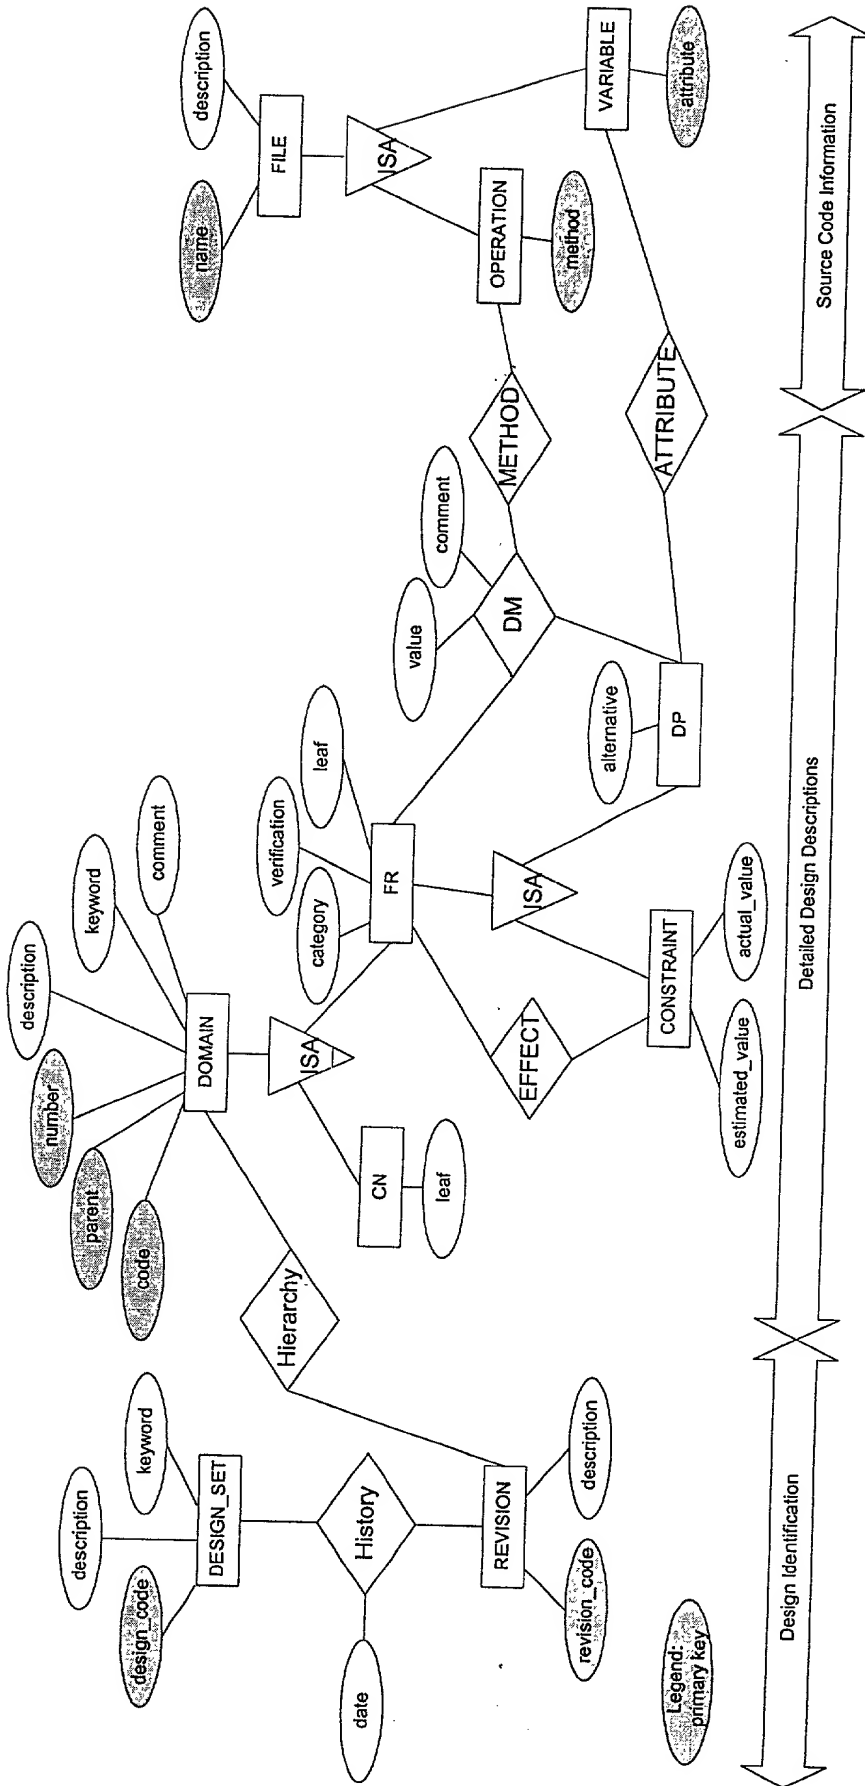 description
keyword
design_code
DESIGN_SET
date
History
REVISION
revision_code
description
Legend:
primary key
Hierarchy
description
number
parent
code
keyword
comment
DOMAIN
ISA
CN
leaf
category
verification
leaf
FR
EFFECT
ISA
CONSTRAINT
estimated_value
actual_value
value
comment
DM
alternative
DP
METHOD
ATTRIBUTE
name
description
FILE
ISA
OPERATION
method
VARIABLE
attribute
Design Identification
Detailed Design Descriptions
Source Code Information